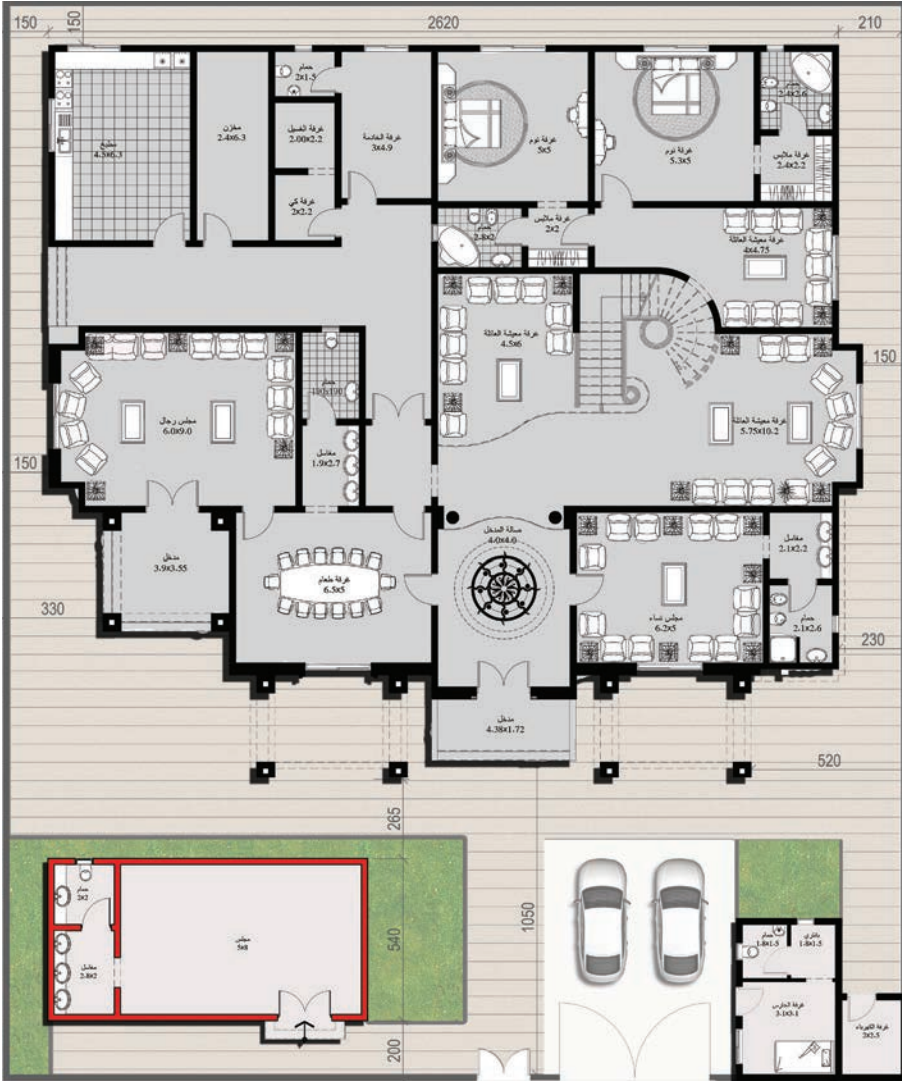 150
150
2620
210
مطبخ
4.5x6.3
مخزن
2.4x6.3
حمام
2x1.5
غرفة الغسيل
2.00x2.2
غرفة كي
2x2.2
غرفة الخادمة
3x4.9
غرفة نوم
5x5
غرفة نوم
5.3x5
حمام
2.4x2.6
غرفة ملابس
2.4x2.2
حمام
2.8x2
غرفة ملابس
2x2
غرفة معيشة العائلة
4x4.75
غرفة معيشة العائلة
4.5x6
150
مجلس رجال
6.0x9.0
حمام
190x190
مغاسل
1.9x2.7
غرفة معيشة العائلة
5.75x10.2
150
مدخل
3.9x3.55
غرفة طعام
6.5x5
صالة المدخل
4.0x4.0
مجلس نساء
6.2x5
مغاسل
2.1x2.2
حمام
2.1x2.6
330
230
مدخل
4.38x1.72
520
265
حمام
2x2
مجلس
5x8
مغاسل
2.8x2
540
1050
200
حمام
1.8x1.5
بانتري
1.8x1.5
غرفة الحارس
3.1x3.1
غرفة الكهرباء
2x2.5